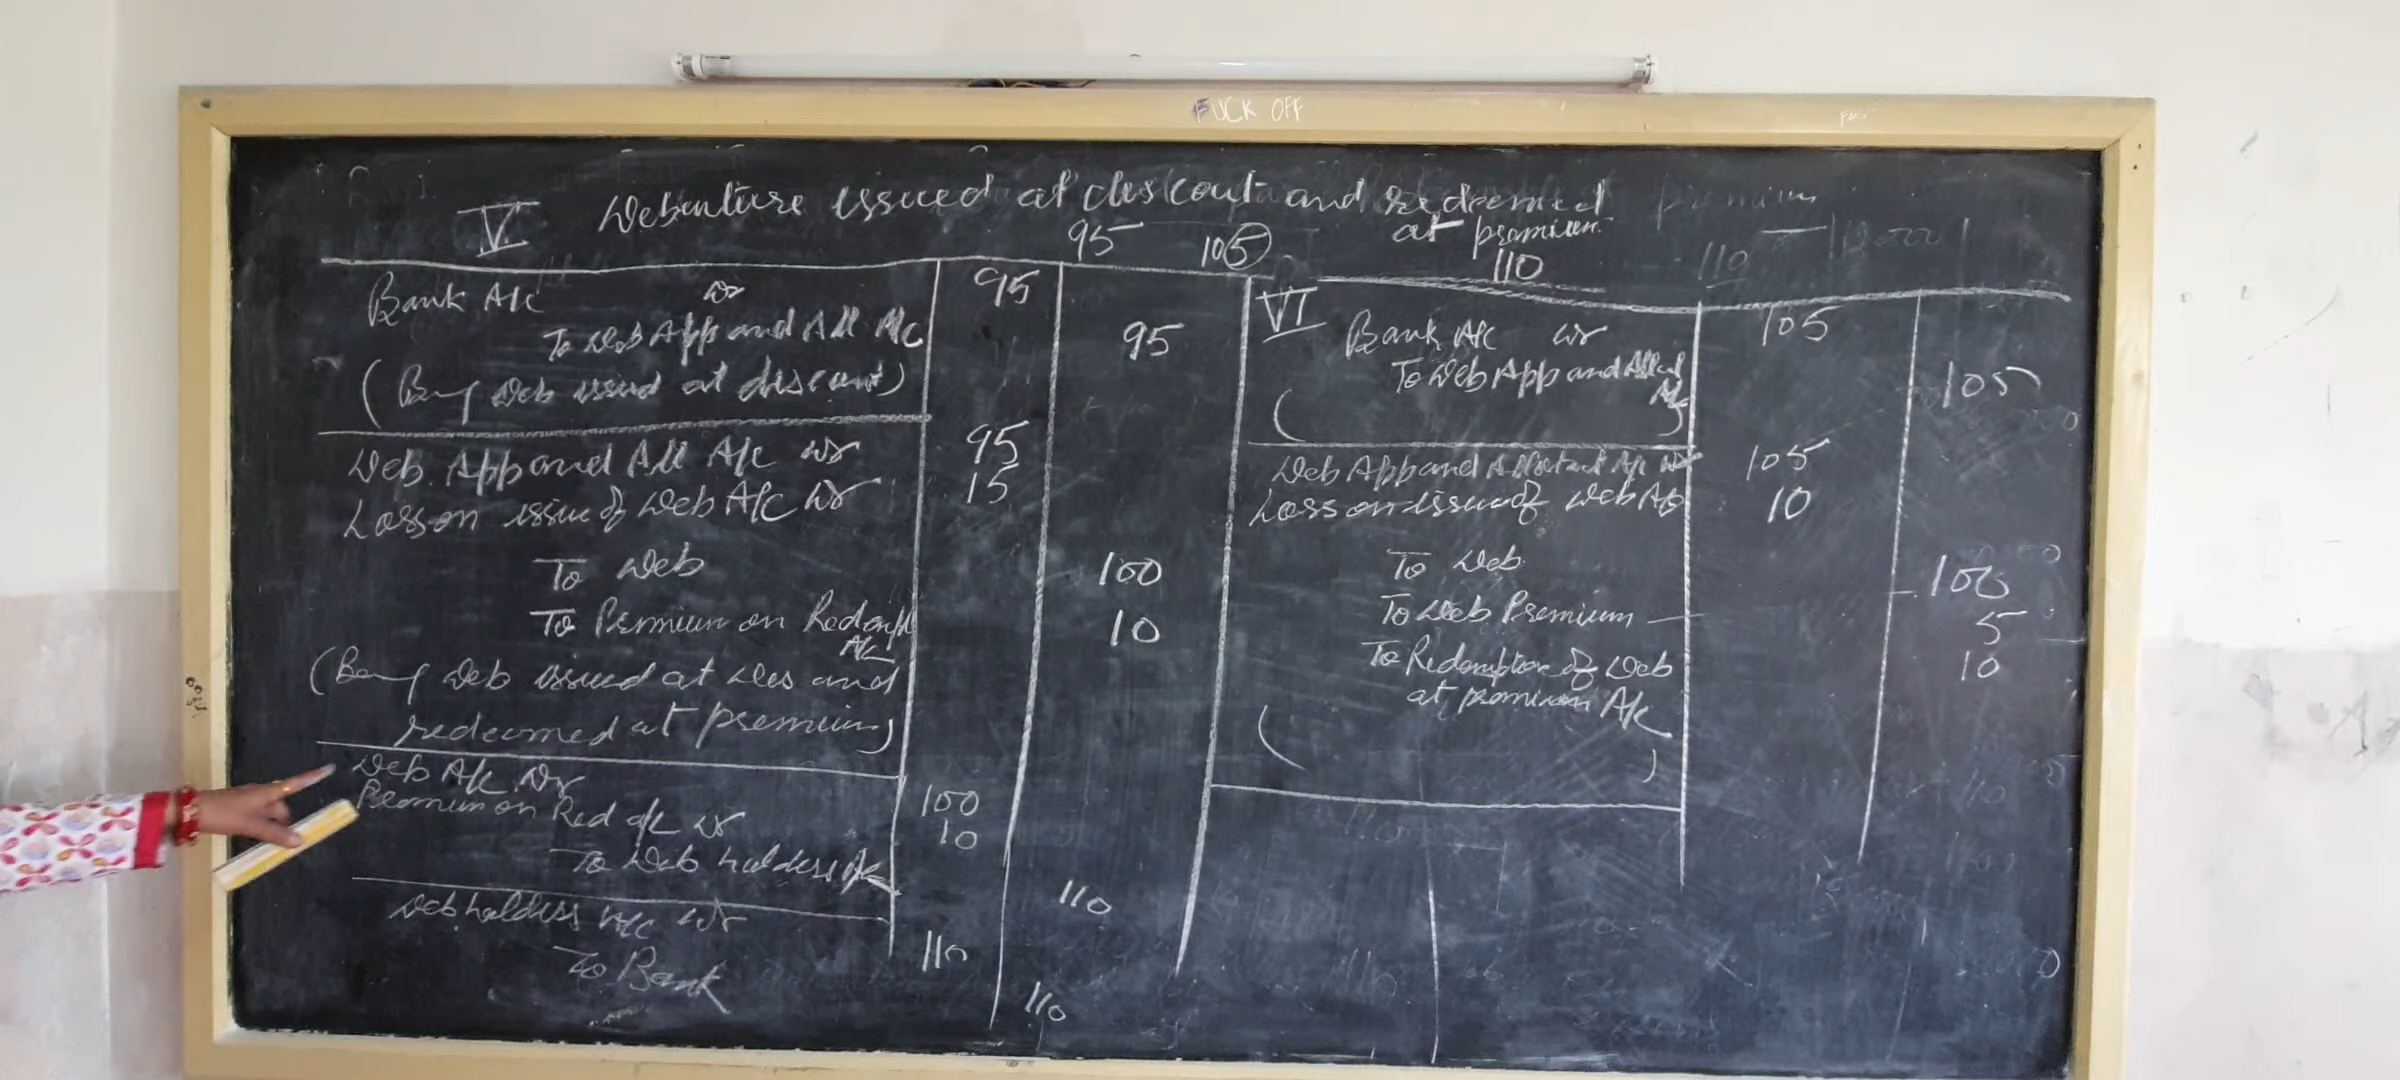 FUCK OFF
V Debenture issued at discout and redeemed
at premium
95 105 110
Bank A/c Dr 95
To Deb App and All A/c 95
(Being Deb issued at discount)
Deb. App and All A/c Dr 95
Loss on issue of Deb A/c Dr 15
To Deb 100
To Premium on Red
A/c 10
(Being Deb issued at Dis and
redeemed at premium)
Deb A/c Dr 100
Premium on Red a/c Dr 10
To Deb holders A/c 110
Deb holders A/c Dr 110
To Bank 110
VI
Bank A/c Dr 105
To Deb App and
A/c 105
( )
Deb App and Allotment A/c Dr 105
Loss on issue of Deb A/c 10
To Deb 100
To Deb Premium 5
To Redemption of Deb 10
at premium A/c
( )